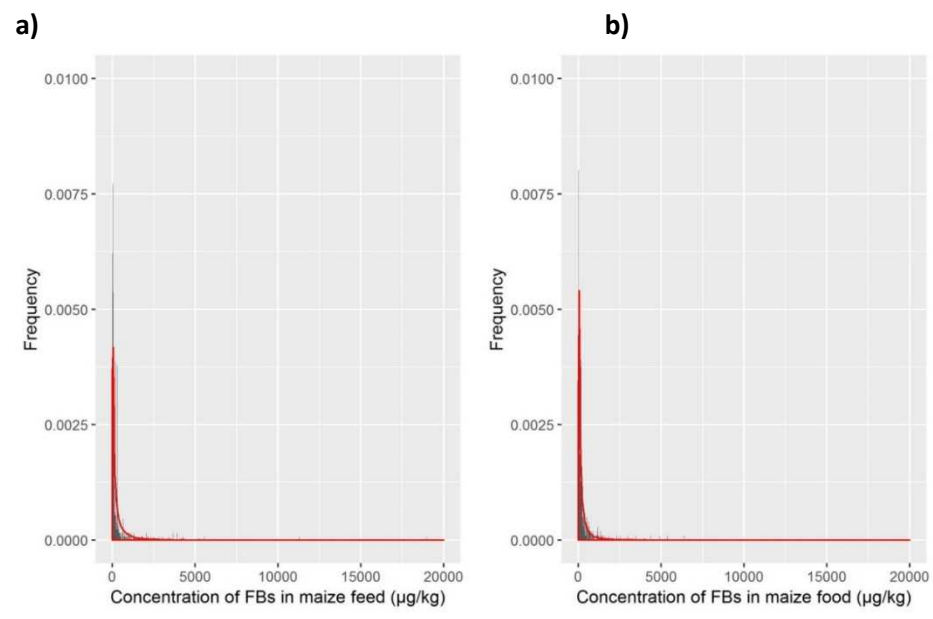 a)
b)
0.0100
0.0075
0.0050
0.0025
0.0000
Frequency
0 5000 10000 15000 20000
Concentration of FBs in maize feed (µg/kg)
0.0100
0.0075
0.0050
0.0025
0.0000
Frequency
0 5000 10000 15000 20000
Concentration of FBs in maize food (µg/kg)